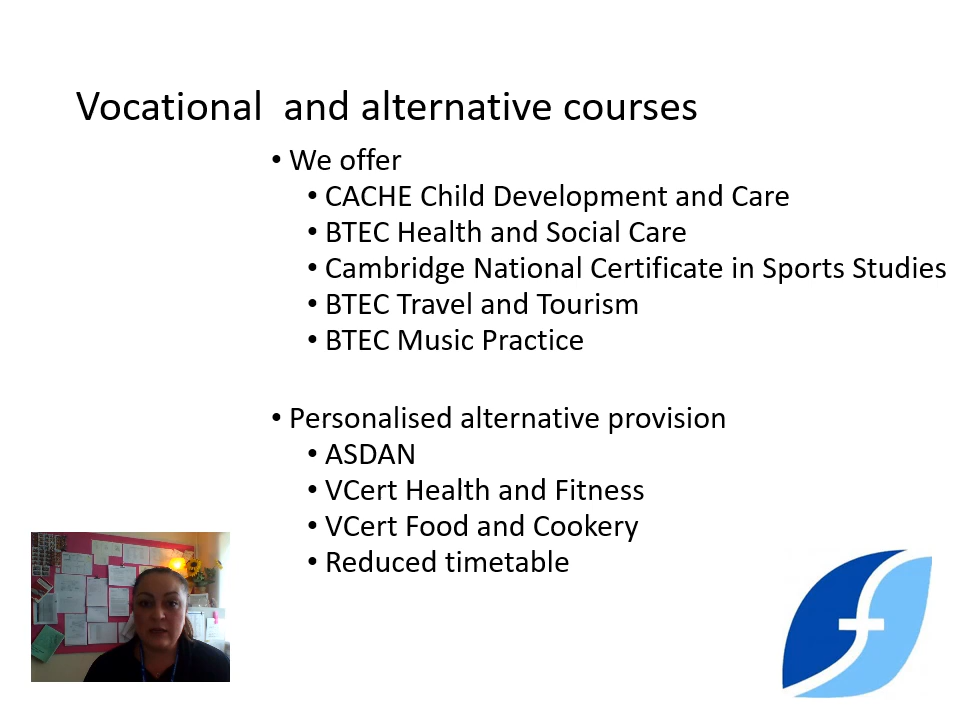 Vocational  and alternative courses
• We offer
• CACHE Child Development and Care
• BTEC Health and Social Care
• Cambridge National Certificate in Sports Studies
• BTEC Travel and Tourism
• BTEC Music Practice
• Personalised alternative provision
• ASDAN
• VCert Health and Fitness
• VCert Food and Cookery
• Reduced timetable